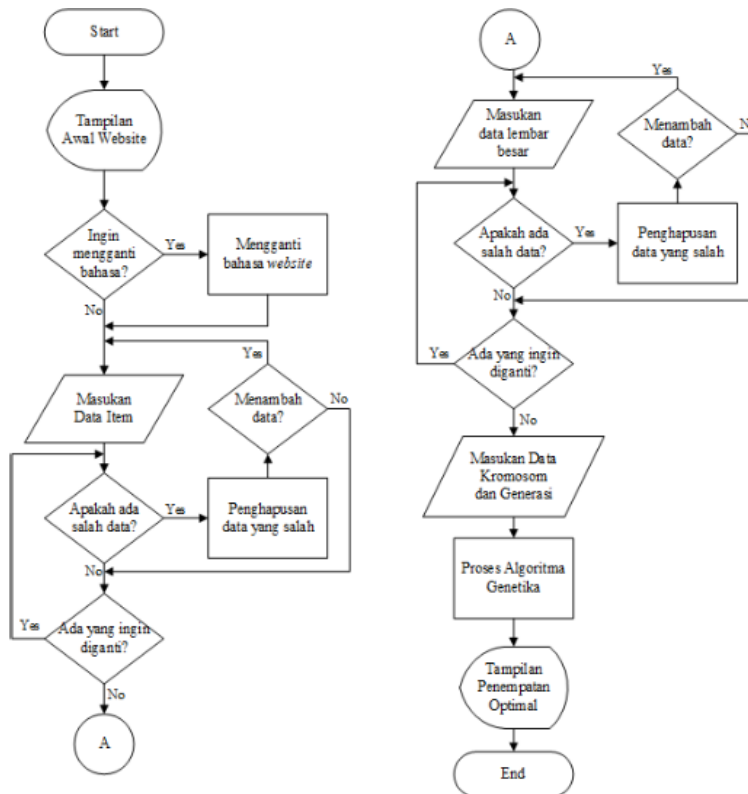 Start
Tampilan
Awal Website
Ingin
mengganti
bahasa?
Yes
Mengganti
bahasa website
No
Yes
Masukan
Data Item
Menambah
data?
No
Apakah ada
salah data?
Yes
Penghapusan
data yang salah
No
Yes
Ada yang ingin
diganti?
No
A
A
Yes
Masukan
data lembar
besar
Menambah
data?
No
Apakah ada
salah data?
Yes
Penghapusan
data yang salah
No
Yes
Ada yang ingin
diganti?
No
Masukan Data
Kromosom
dan Generasi
Proses Algoritma
Genetika
Tampilan
Penempatan
Optimal
End